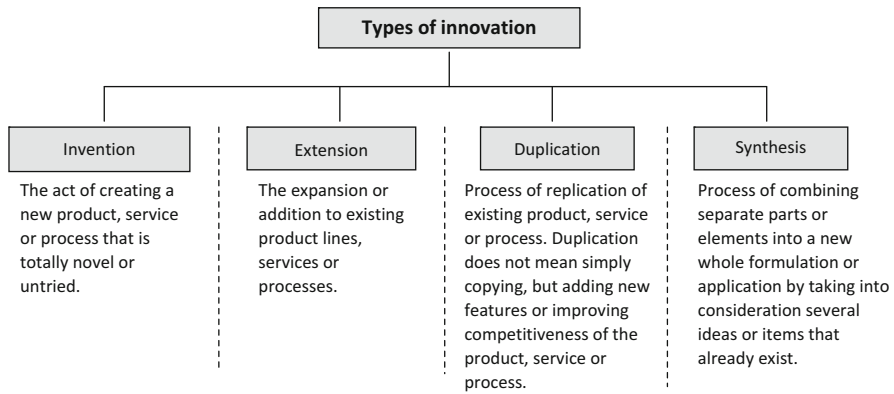 Types of innovation
Invention
The act of creating a
new product, service
or process that is
totally novel or
untried.
Extension
The expansion or
addition to existing
product lines,
services or
processes.
Duplication
Process of replication of
existing product, service
or process. Duplication
does not mean simply
copying, but adding new
features or improving
competitiveness of the
product, service or
process.
Synthesis
Process of combining
separate parts or
elements into a new
whole formulation or
application by taking into
consideration several
ideas or items that
already exist.